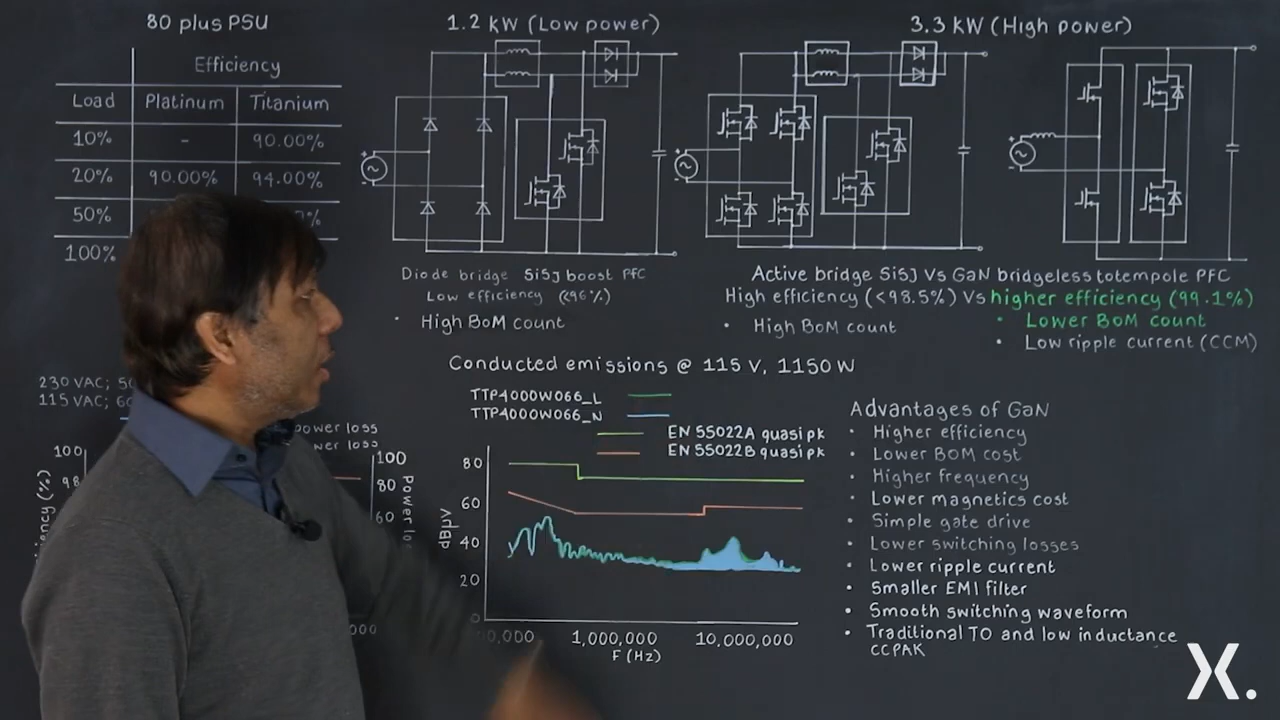 80 plus PSU
Efficiency
Load Platinum Titanium
10% - 90.00%
20% 90.00% 94.00%
50%
100%
1.2 kW (Low power)
Diode bridge SiSJ boost PFC
Low efficiency (<96%)
• High BoM count
3.3 kW (High power)
Active bridge SiSJ Vs GaN bridgeless totempole PFC
High efficiency (<98.5%) Vs higher efficiency (99.1%)
• High BoM count
• Lower BoM count
• Low ripple current (CCM)
230 VAC;
115 VAC;
power loss
loss
100
98
(%)
100
80
60
Power
Conducted emissions @ 115 V, 1150 W
TTP4000W066_L
TTP4000W066_N
EN 55022A quasi pk
EN 55022B quasi pk
dBµV
80
60
40
20
0
1,000,000 10,000,000
F (Hz)
Advantages of GaN
• Higher efficiency
• Lower BOM cost
• Higher frequency
• Lower magnetics cost
• Simple gate drive
• Lower switching losses
• Lower ripple current
• Smaller EMI filter
• Smooth switching waveform
• Traditional TO and low inductance
CCPAK
X.